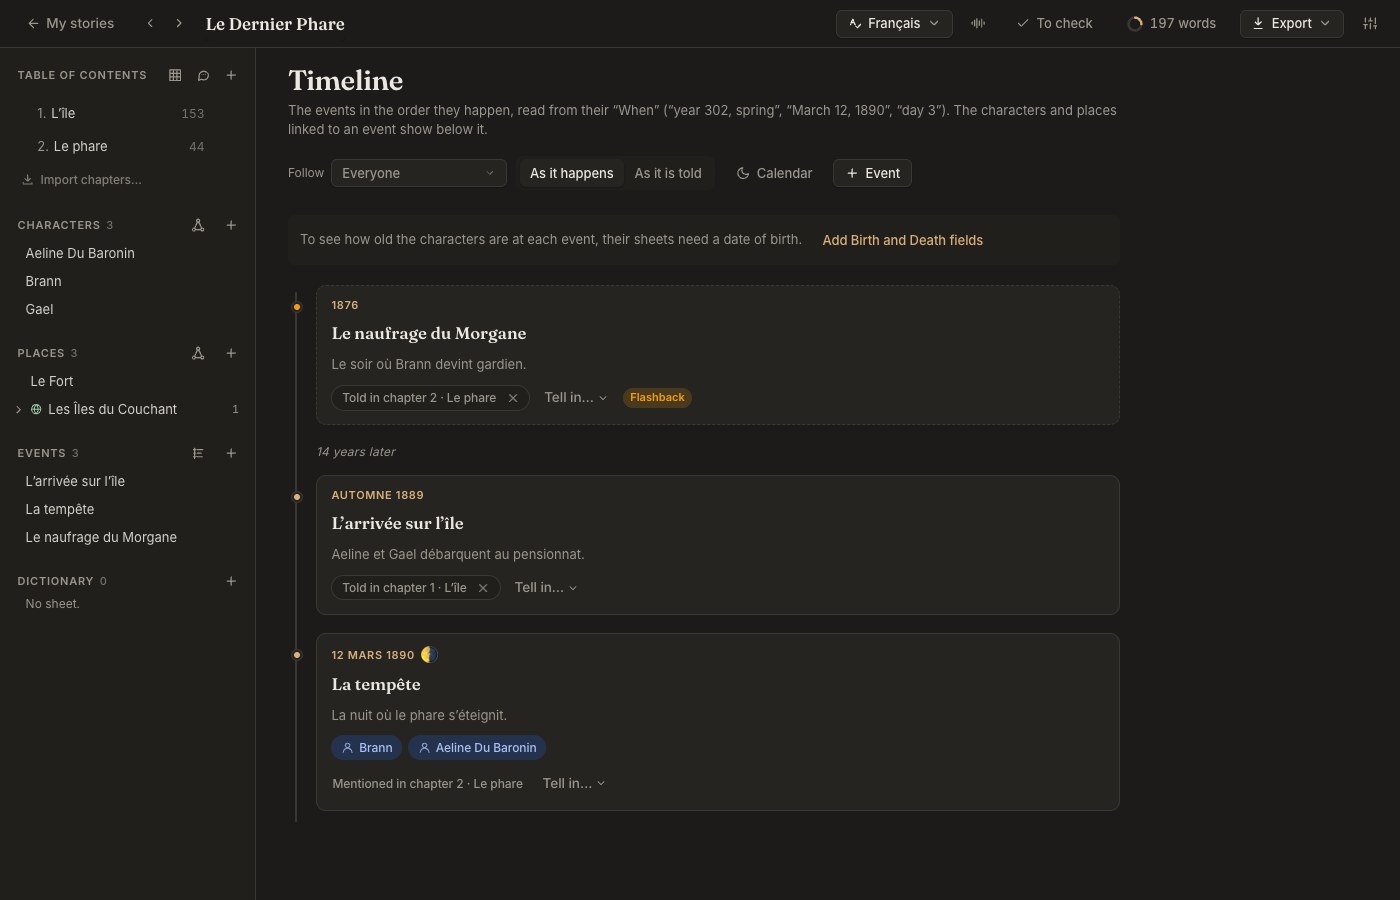 My stories
Le Dernier Phare
Français
To check
197 words
Export
TABLE OF CONTENTS
1. L’île 153
2. Le phare 44
Import chapters...
CHARACTERS 3
Aeline Du Baronin
Brann
Gael
PLACES 3
Le Fort
Les Îles du Couchant 1
EVENTS 3
L’arrivée sur l’île
La tempête
Le naufrage du Morgane
DICTIONARY 0
No sheet.
Timeline
The events in the order they happen, read from their “When” (“year 302, spring”, “March 12, 1890”, “day 3”). The characters and places
linked to an event show below it.
Follow Everyone As it happens As it is told Calendar + Event
To see how old the characters are at each event, their sheets need a date of birth. Add Birth and Death fields
1876
Le naufrage du Morgane
Le soir où Brann devint gardien.
Told in chapter 2 · Le phare Tell in... Flashback
14 years later
AUTOMNE 1889
L’arrivée sur l’île
Aeline et Gael débarquent au pensionnat.
Told in chapter 1 · L’île Tell in...
12 MARS 1890
La tempête
La nuit où le phare s’éteignit.
Brann Aeline Du Baronin
Mentioned in chapter 2 · Le phare Tell in...